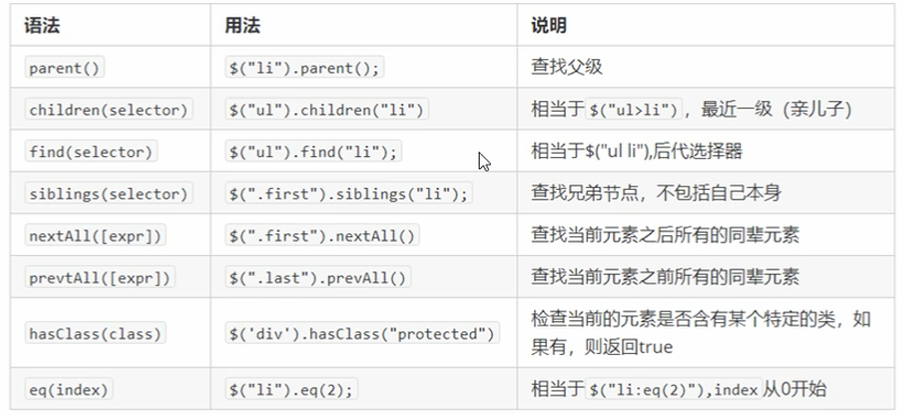 语法 用法 说明
parent() $("li").parent(); 查找父级
children(selector) $("ul").children("li") 相当于$("ul>li")，最近一级（亲儿子）
find(selector) $("ul").find("li"); 相当于$("ul li"),后代选择器
siblings(selector) $(".first").siblings("li"); 查找兄弟节点，不包括自己本身
nextAll([expr]) $(".first").nextAll() 查找当前元素之后所有的同辈元素
prevtAll([expr]) $(".last").prevAll() 查找当前元素之前所有的同辈元素
hasClass(class) $('div').hasClass("protected") 检查当前的元素是否含有某个特定的类，如
果有，则返回true
eq(index) $("li").eq(2); 相当于$("li:eq(2)"),index从0开始